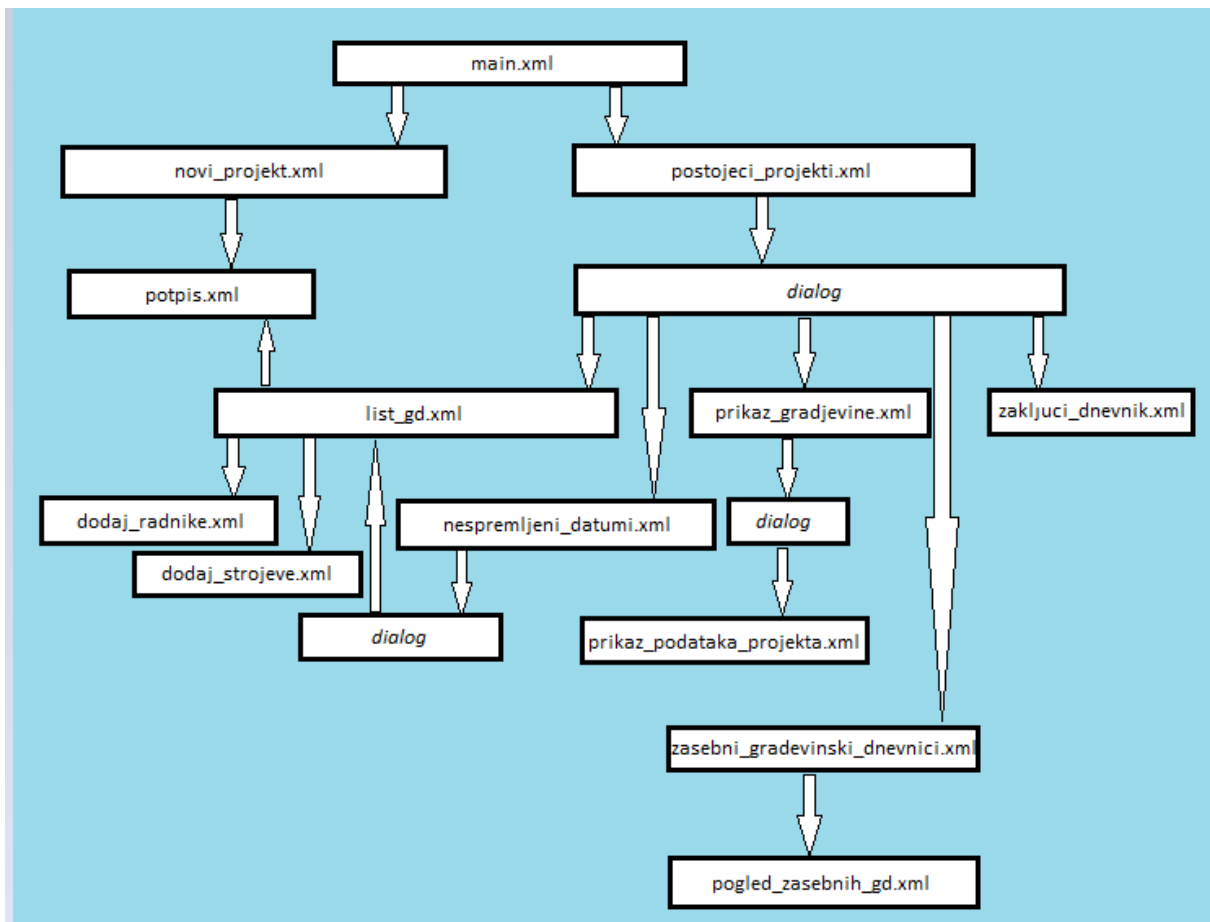 main.xml
novi_projekt.xml
postojeci_projekti.xml
potpis.xml
dialog
list_gd.xml
prikaz_gradjevine.xml
zakljuci_dnevnik.xml
dodaj_radnike.xml
nespremljeni_datumi.xml
dialog
dodaj_strojeve.xml
dialog
prikaz_podataka_projekta.xml
zasebni_gradevinski_dnevnici.xml
pogled_zasebnih_gd.xml